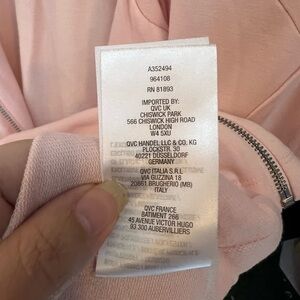 A352494
964108
RN 81893
IMPORTED BY:
QVC UK
CHISWICK PARK
566 CHISWICK HIGH ROAD
LONDON
W4 5XU
QVC HANDEL LLC & CO. KG
PLOCKSTR. 30
40221 DÜSSELDORF
GERMANY
QVC ITALIA S.R.L
VIA GUZZINA 18
20861 BRUGHERIO (MB)
ITALY
QVC FRANCE
BATIMENT 266
45 AVENUE VICTOR HUGO
93 300 AUBERVILLIERS